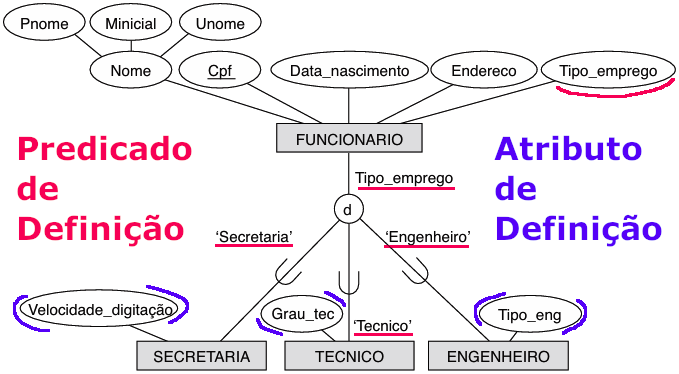 Pnome
Minicial
Unome
Nome
Cpf
Data_nascimento
Endereco
Tipo_emprego
FUNCIONARIO
Predicado
de
Definição
Atributo
de
Definição
Tipo_emprego
d
‘Secretaria’
‘Engenheiro’
Velocidade_digitação
Grau_tec
‘Tecnico’
Tipo_eng
SECRETARIA
TECNICO
ENGENHEIRO